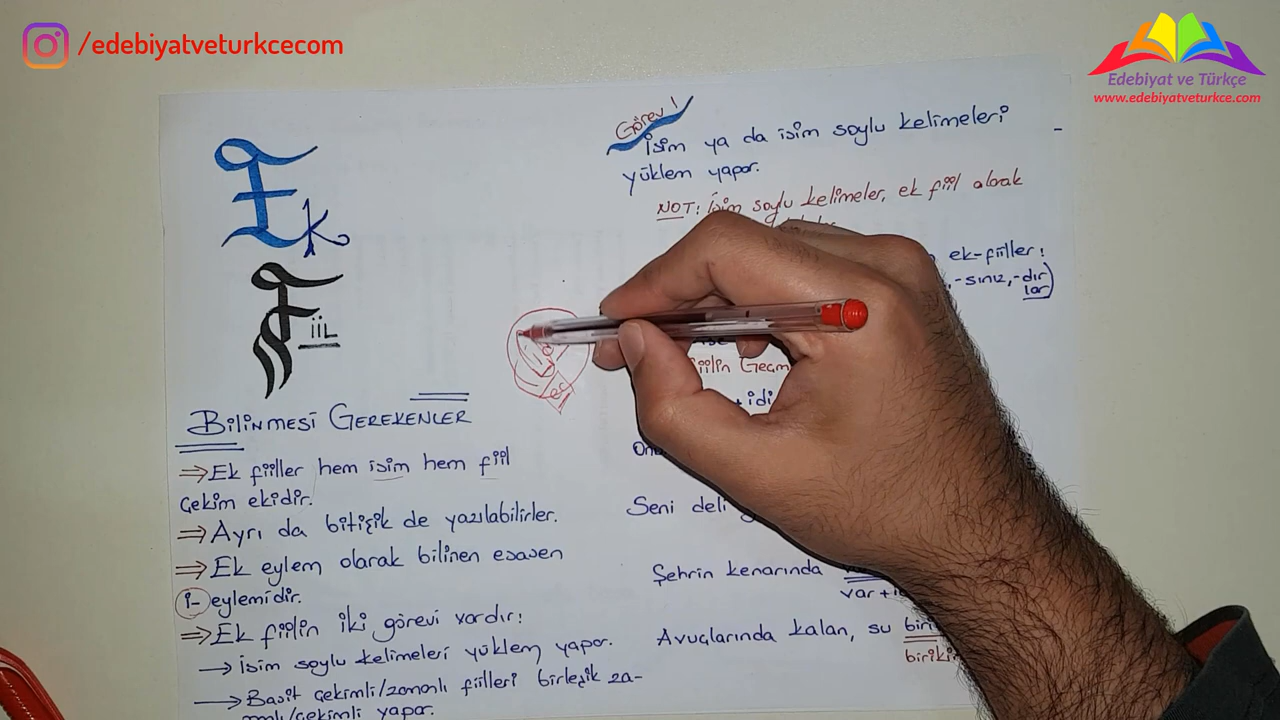 /edebiyatveturkcecom
Edebiyat ve Türkçe
www.edebiyatveturkce.com
Ek
FiiL
BiLiNMESİ GEREKENLER
⇒ Ek fiiller hem isim hem fiil
çekim ekidir.
⇒ Ayrı da bitişik de yazılabilirler.
⇒ Ek eylem olarak bilinen esasen
i- eylemidir.
⇒ Ek fiilin iki görevi vardır:
→ İsim soylu kelimeleri yüklem yapar.
→ Basit çekimli/zamanlı fiilleri birleşik za-
manlı/çekimli yapar.
Görev 1
İsim ya da isim soylu kelimeleri
yüklem yapar.
NOT: İsim soylu kelimeler, ek fiil olarak
ek-fiiller:
-sınız, -dır
lar)
+ idi
Seni deli
Şehrin kenarında
var +
Avuçlarında kalan, su